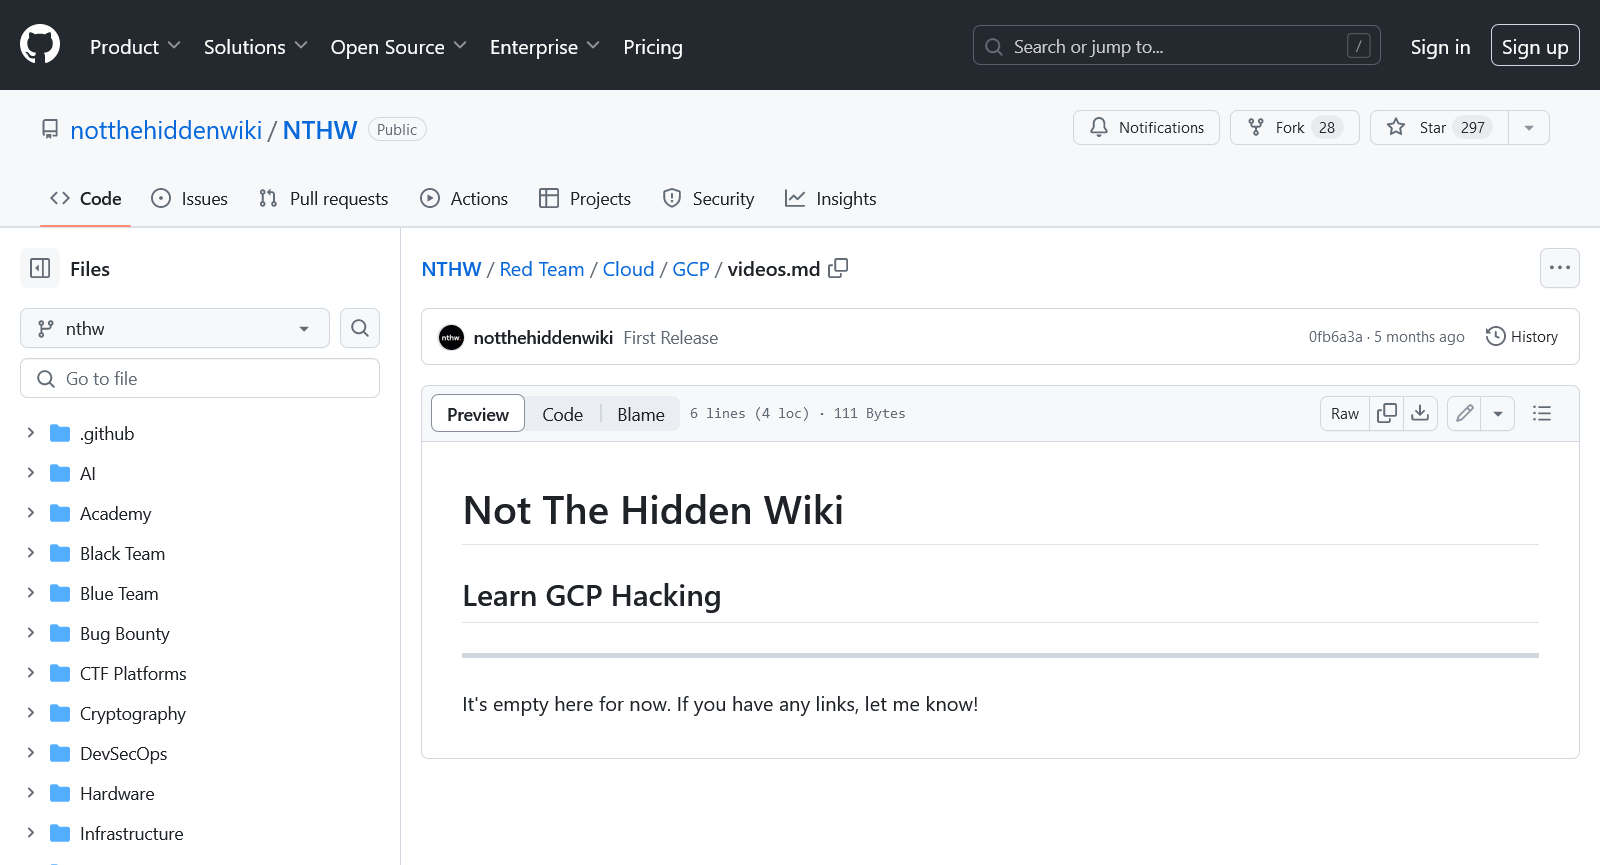 Product Solutions Open Source Enterprise Pricing Search or jump to... / Sign in Sign up
notthehiddenwiki / NTHW Public Notifications Fork 28 Star 297
Code Issues Pull requests Actions Projects Security Insights
Files
nthw
Go to file
.github
AI
Academy
Black Team
Blue Team
Bug Bounty
CTF Platforms
Cryptography
DevSecOps
Hardware
Infrastructure
NTHW / Red Team / Cloud / GCP / videos.md
nthw notthehiddenwiki First Release 0fb6a3a · 5 months ago History
Preview Code Blame 6 lines (4 loc) · 111 Bytes Raw
Not The Hidden Wiki
Learn GCP Hacking
It's empty here for now. If you have any links, let me know!